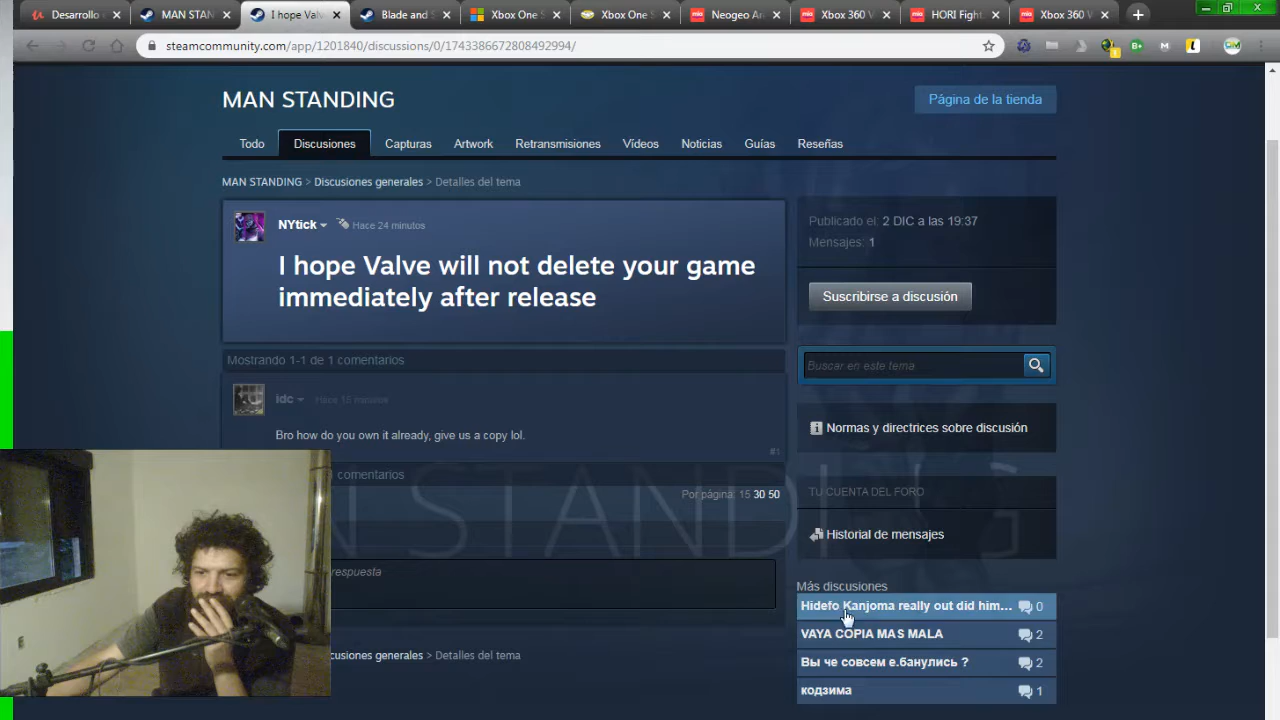 Desarrollo
MAN STAN
I hope Valv
Blade and
Xbox One S
Xbox One S
Neogeo Ar
Xbox 360 V
HORI Fight
Xbox 360 V
steamcommunity.com/app/1201840/discussions/0/1743386672808492994/
MAN STANDING
Página de la tienda
Todo
Discusiones
Capturas
Artwork
Retransmisiones
Vídeos
Noticias
Guías
Reseñas
MAN STANDING > Discusiones generales > Detalles del tema
NYtick
Hace 24 minutos
I hope Valve will not delete your game
immediately after release
Publicado el: 2 DIC a las 19:37
Mensajes: 1
Suscribirse a discusión
Mostrando 1-1 de 1 comentarios
idc
Hace 15 minutos
Bro how do you own it already, give us a copy lol.
#1
1 comentarios
Por página: 15 30 50
respuesta
cusiones generales > Detalles del tema
Buscar en este tema
Normas y directrices sobre discusión
TU CUENTA DEL FORO
Historial de mensajes
Más discusiones
Hidefo Kanjoma really out did him... 0
VAYA COPIA MAS MALA 2
Вы че совсем е.банулись ? 2
кодзима 1